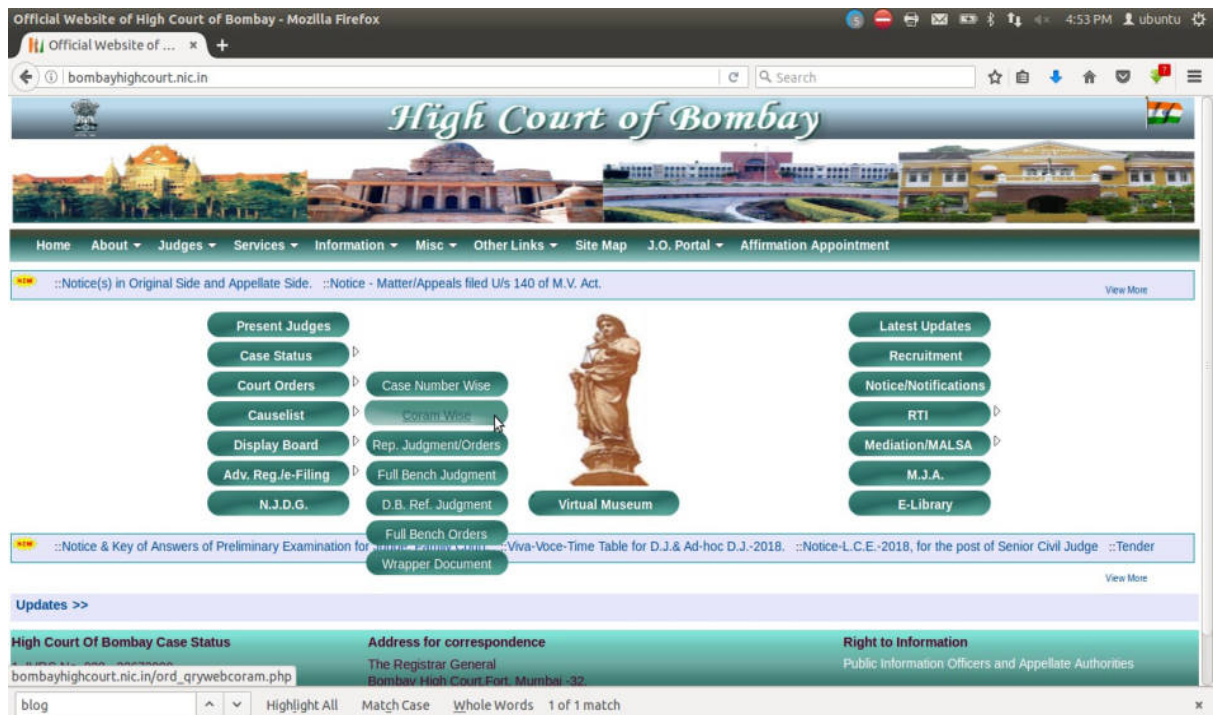 Official Website of High Court of Bombay - Mozilla Firefox
4:53 PM ubuntu
Official Website of ... × +
bombayhighcourt.nic.in
Search
High Court of Bombay
Home About Judges Services Information Misc Other Links Site Map J.O. Portal Affirmation Appointment
NEW ::Notice(s) in Original Side and Appellate Side. ::Notice - Matter/Appeals filed U/s 140 of M.V. Act.
View More
Present Judges
Case Status
Court Orders
Causelist
Display Board
Adv. Reg./e-Filing
N.J.D.G.
Case Number Wise
Coram Wise
Rep. Judgment/Orders
Full Bench Judgment
D.B. Ref. Judgment
Full Bench Orders
Wrapper Document
Virtual Museum
Latest Updates
Recruitment
Notice/Notifications
RTI
Mediation/MALSA
M.J.A.
E-Library
NEW ::Notice & Key of Answers of Preliminary Examination for ::Viva-Voce-Time Table for D.J.& Ad-hoc D.J.-2018. ::Notice-L.C.E.-2018, for the post of Senior Civil Judge ::Tender
View More
Updates >>
High Court Of Bombay Case Status
Address for correspondence
The Registrar General
Bombay High Court,Fort, Mumbai -32.
Right to Information
Public Information Officers and Appellate Authorities
bombayhighcourt.nic.in/ord_qrywebcoram.php
blog Highlight All Match Case Whole Words 1 of 1 match